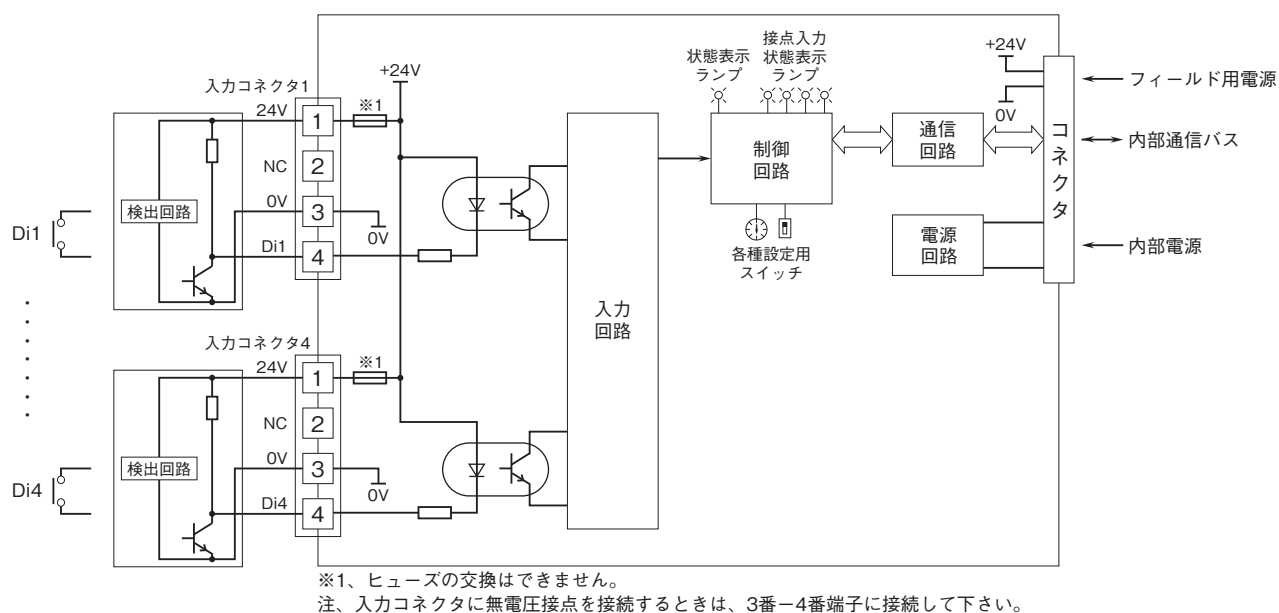 入力コネクタ1
24V
1
※1
+24V
NC
2
検出回路
0V
3
0V
Di1
Di1
4
入力コネクタ4
24V
1
※1
NC
2
検出回路
0V
3
0V
Di4
Di4
4
入力
回路
状態表示
ランプ
接点入力
状態表示
ランプ
制御
回路
各種設定用
スイッチ
通信
回路
電源
回路
+24V
0V
コネクタ
フィールド用電源
内部通信バス
内部電源
※1、ヒューズの交換はできません。
注、入力コネクタに無電圧接点を接続するときは、3番−4番端子に接続して下さい。